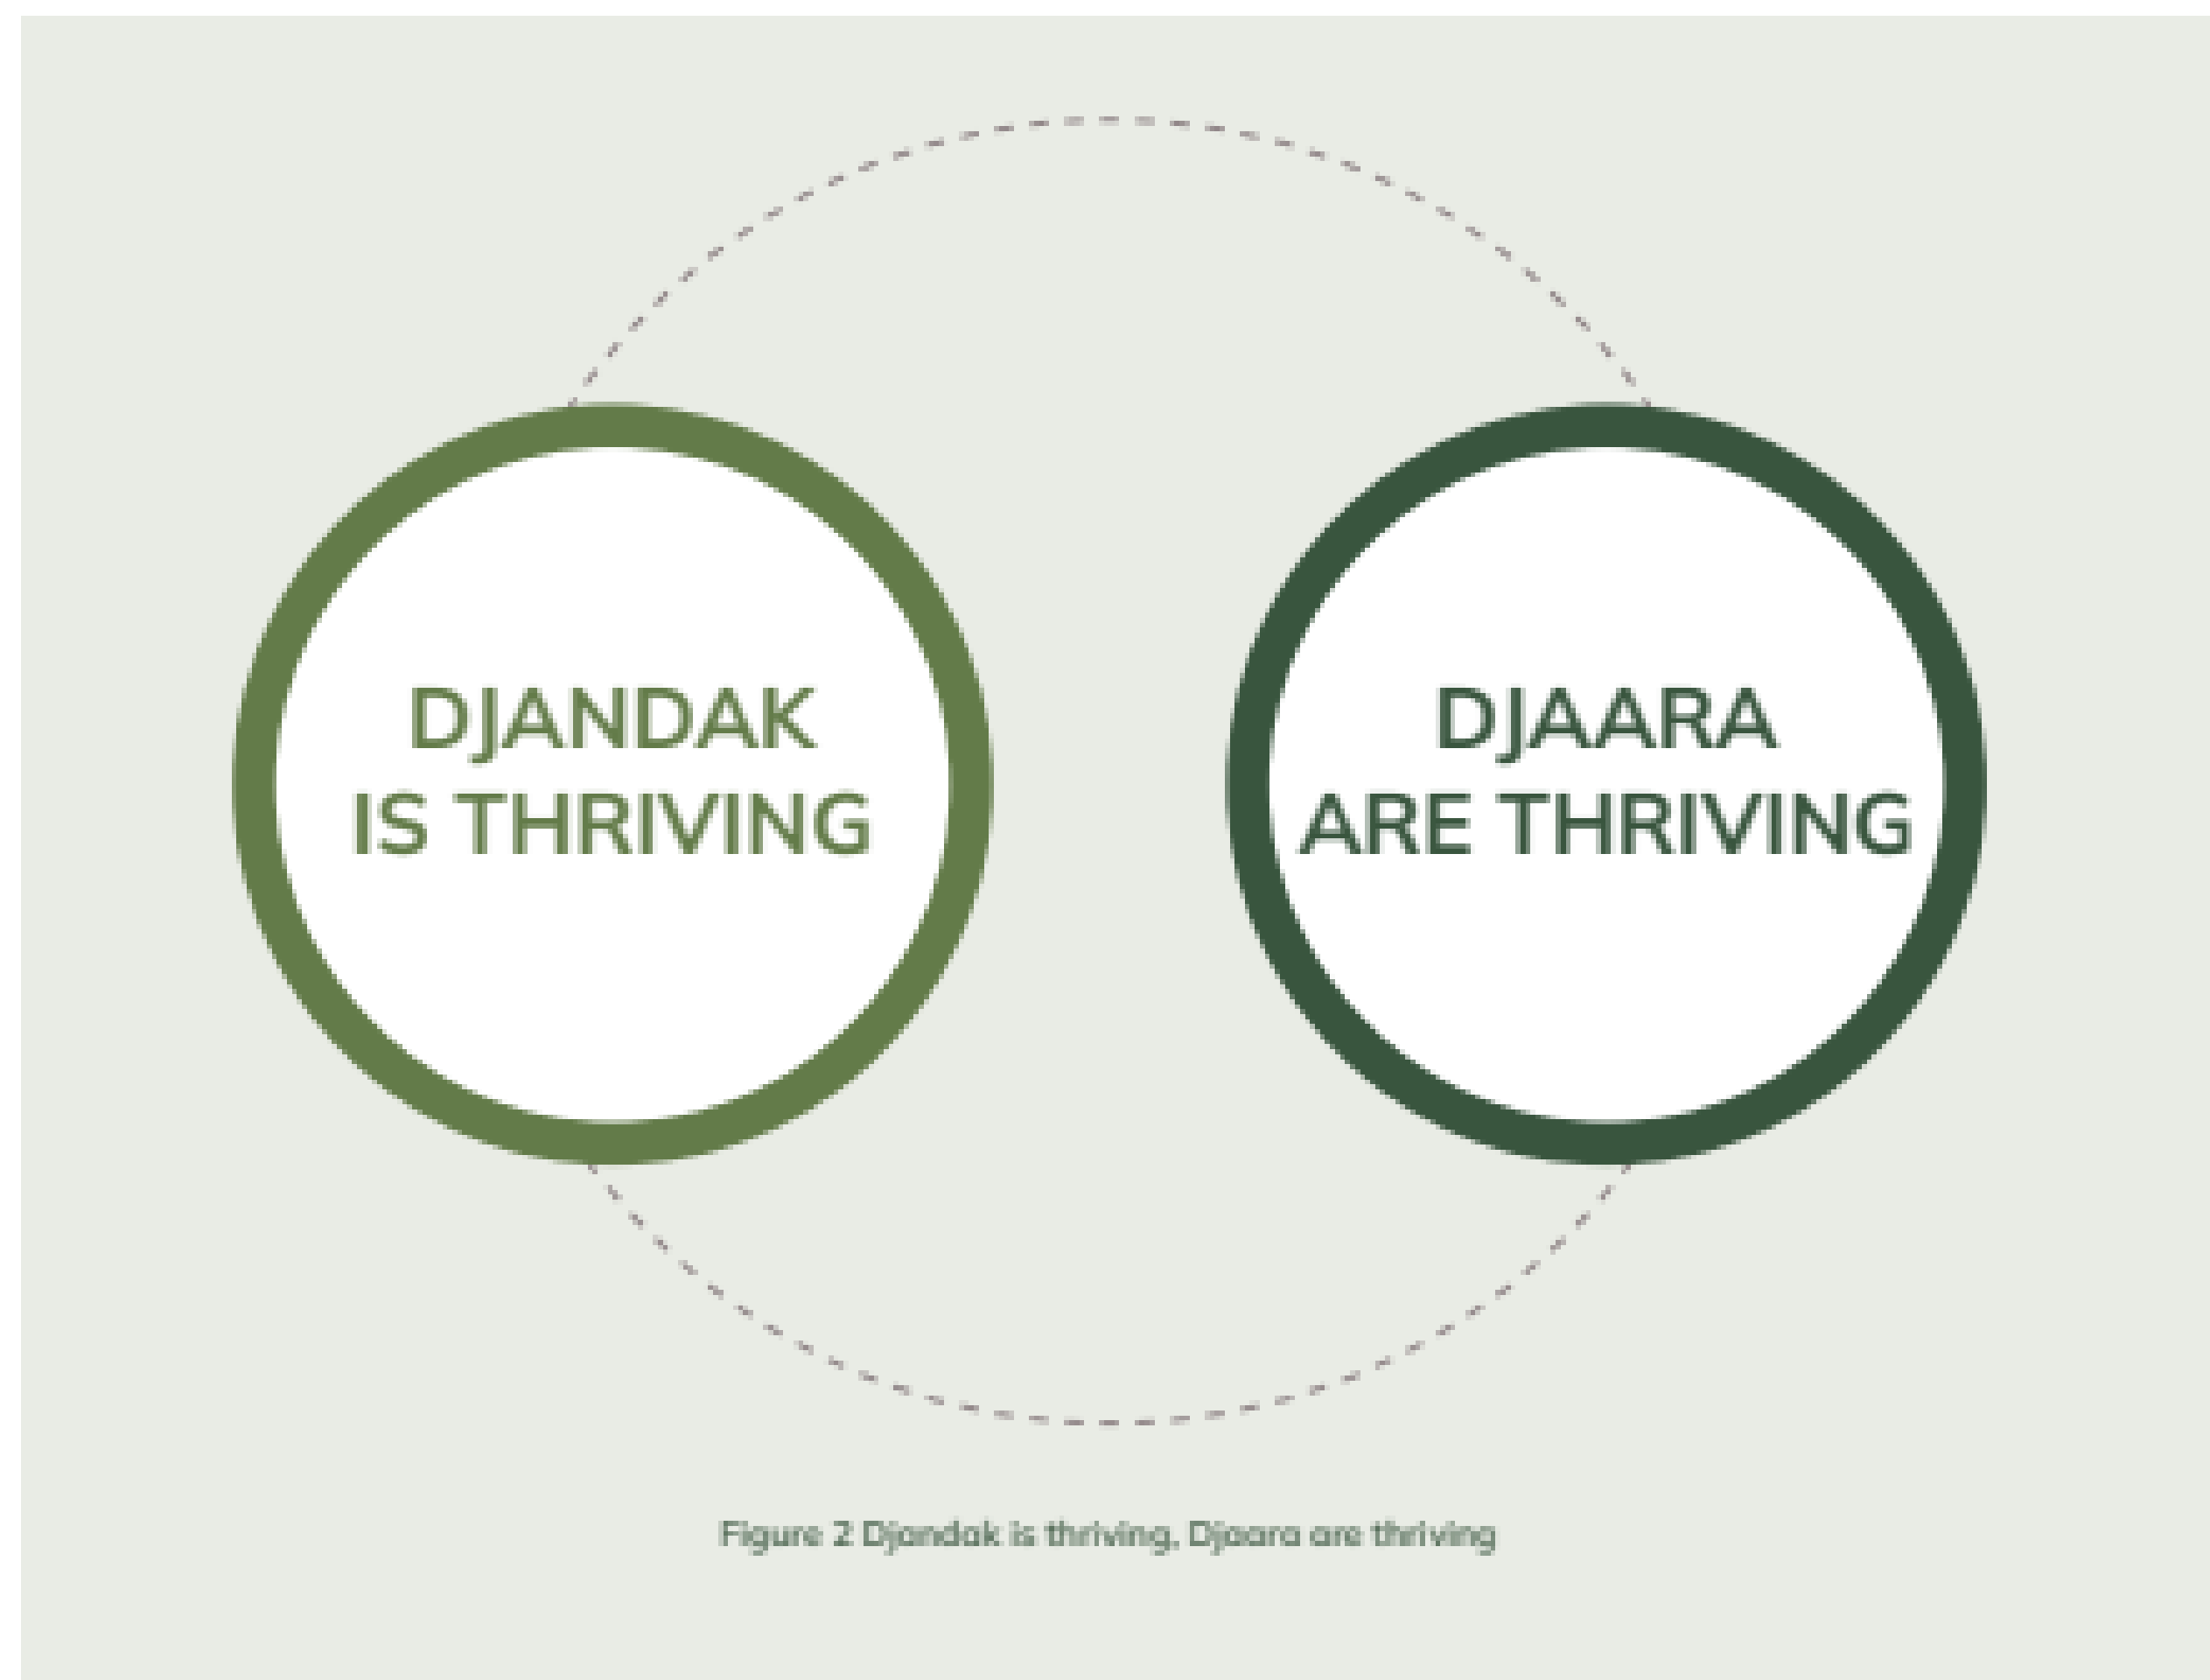 DJANDAK
IS THRIVING
DJAARA
ARE THRIVING
Figure 2 Djandak is thriving, Djaara are thriving